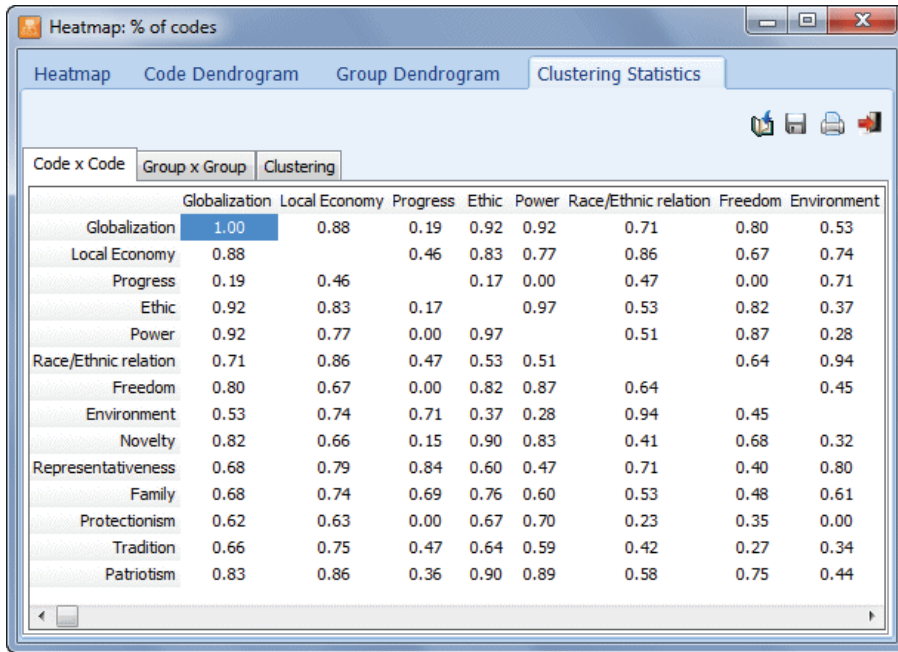 Heatmap: % of codes
Heatmap Code Dendrogram Group Dendrogram Clustering Statistics
Code x Code Group x Group Clustering
Globalization Local Economy Progress Ethic Power Race/Ethnic relation Freedom Environment
Globalization 1.00 0.88 0.19 0.92 0.92 0.71 0.80 0.53
Local Economy 0.88 0.46 0.83 0.77 0.86 0.67 0.74
Progress 0.19 0.46 0.17 0.00 0.47 0.00 0.71
Ethic 0.92 0.83 0.17 0.97 0.53 0.82 0.37
Power 0.92 0.77 0.00 0.97 0.51 0.87 0.28
Race/Ethnic relation 0.71 0.86 0.47 0.53 0.51 0.64 0.94
Freedom 0.80 0.67 0.00 0.82 0.87 0.64 0.45
Environment 0.53 0.74 0.71 0.37 0.28 0.94 0.45
Novelty 0.82 0.66 0.15 0.90 0.83 0.41 0.68 0.32
Representativeness 0.68 0.79 0.84 0.60 0.47 0.71 0.40 0.80
Family 0.68 0.74 0.69 0.76 0.60 0.53 0.48 0.61
Protectionism 0.62 0.63 0.00 0.67 0.70 0.23 0.35 0.00
Tradition 0.66 0.75 0.47 0.64 0.59 0.42 0.27 0.34
Patriotism 0.83 0.86 0.36 0.90 0.89 0.58 0.75 0.44